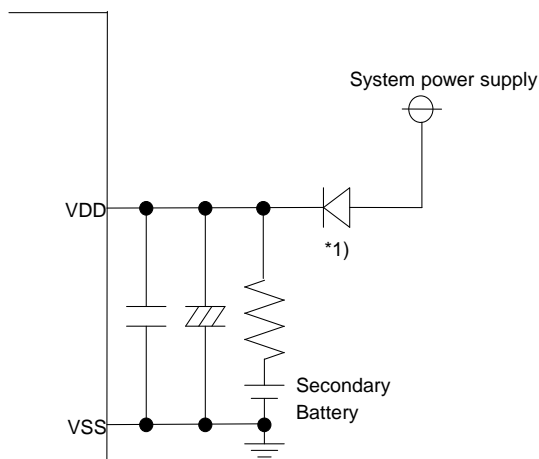 System power supply
VDD
*1)
Secondary
Battery
VSS